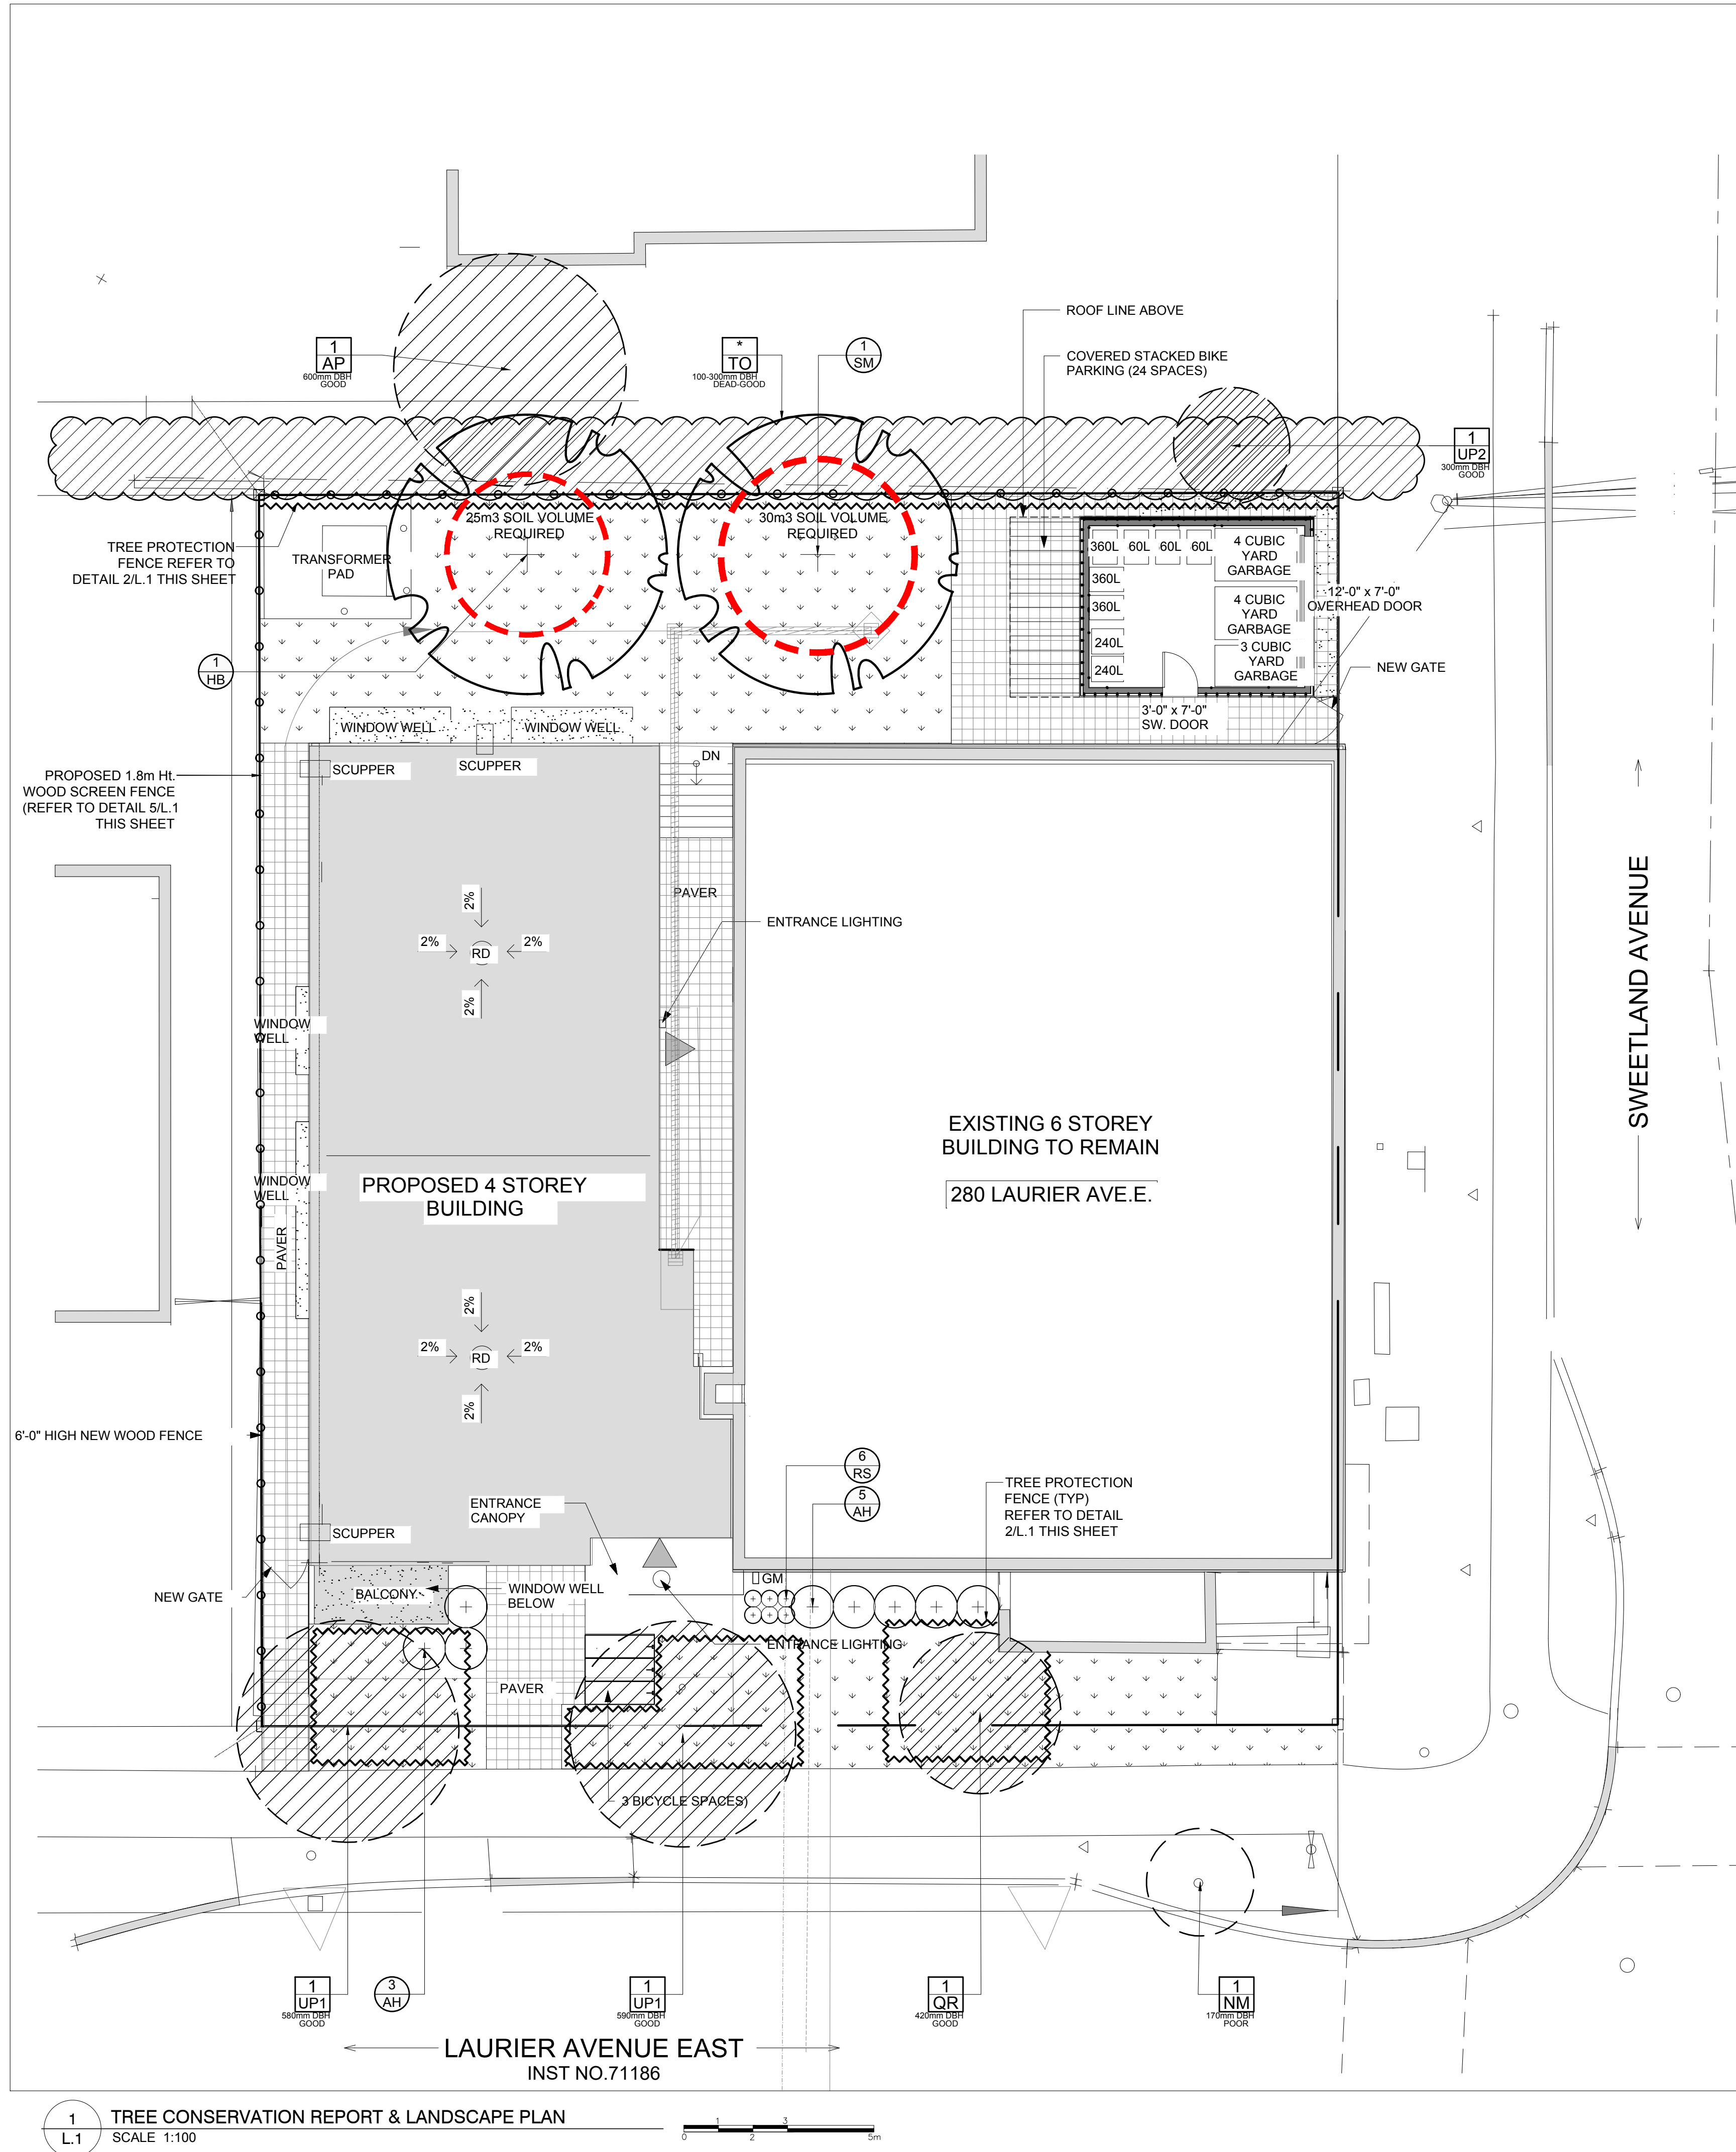 ROOF LINE ABOVE
1
AP
600mm DBH
GOOD
*
TO
100-300mm DBH
DEAD-GOOD
1
SM
COVERED STACKED BIKE
PARKING (24 SPACES)
1
UP2
300mm DBH
GOOD
25m3 SOIL VOLUME
REQUIRED
30m3 SOIL VOLUME
REQUIRED
TREE PROTECTION
FENCE REFER TO
DETAIL 2/L.1 THIS SHEET
TRANSFORMER
PAD
360L
60L
60L
60L
4 CUBIC
YARD
GARBAGE
360L
360L
4 CUBIC
YARD
GARBAGE
12'-0" x 7'-0"
OVERHEAD DOOR
240L
240L
3 CUBIC
YARD
GARBAGE
NEW GATE
1
HB
3'-0" x 7'-0"
SW. DOOR
WINDOW WELL
WINDOW WELL
SCUPPER
SCUPPER
DN
PROPOSED 1.8m Ht.
WOOD SCREEN FENCE
(REFER TO DETAIL 5/L.1
THIS SHEET
PAVER
ENTRANCE LIGHTING
2%
2%
RD
2%
2%
WINDOW
WELL
SWEETLAND AVENUE
EXISTING 6 STOREY
BUILDING TO REMAIN
280 LAURIER AVE.E.
WINDOW
WELL
PROPOSED 4 STOREY
BUILDING
PAVER
2%
2%
RD
2%
2%
6'-0" HIGH NEW WOOD FENCE
6
RS
5
AH
TREE PROTECTION
FENCE (TYP)
REFER TO DETAIL
2/L.1 THIS SHEET
ENTRANCE
CANOPY
SCUPPER
GM
NEW GATE
BALCONY
WINDOW WELL
BELOW
ENTRANCE LIGHTING
PAVER
3 BICYCLE SPACES)
1
UP1
580mm DBH
GOOD
3
AH
1
UP1
590mm DBH
GOOD
1
QR
420mm DBH
GOOD
1
NM
170mm DBH
POOR
LAURIER AVENUE EAST
INST NO.71186
1
L.1
TREE CONSERVATION REPORT & LANDSCAPE PLAN
SCALE 1:100
0
1
2
3
5m